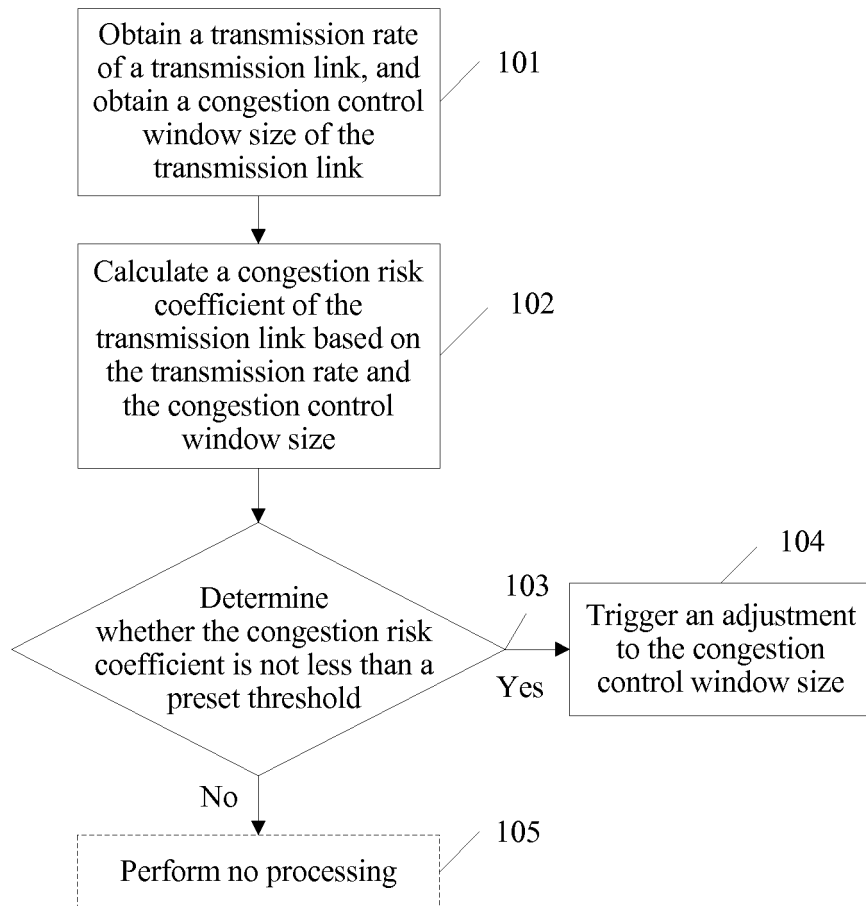 Obtain a transmission rate
of a transmission link, and
obtain a congestion control
window size of the
transmission link
101
Calculate a congestion risk
coefficient of the
transmission link based on
the transmission rate and
the congestion control
window size
102
Determine
whether the congestion risk
coefficient is not less than a
preset threshold
103
Yes
104
Trigger an adjustment
to the congestion
control window size
No
105
Perform no processing